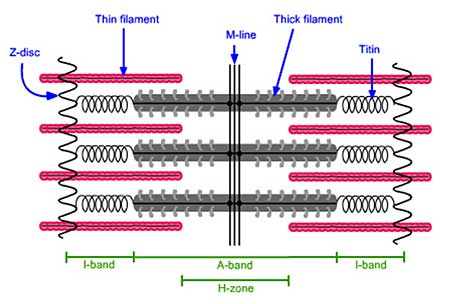 Thin filament
Thick filament
M-line
Z-disc
Titin
I-band
A-band
I-band
H-zone